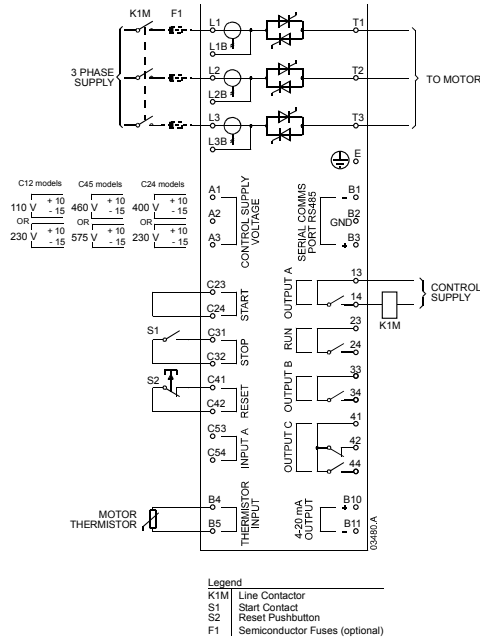 K1M F1 L1 T1
L1B
3 PHASE
SUPPLY
L2 T2
TO MOTOR
L2B
L3 T3
L3B
E
C12 models C45 models C24 models
110 V + 10 - 15 460 V + 10 - 15 400 V + 10 - 15
OR OR OR
230 V + 10 - 15 575 V + 10 - 15 230 V + 10 - 15
A1
A2
A3
CONTROL SUPPLY
VOLTAGE
SERIAL COMMS
PORT RS485
B1 -
GND B2
B3 +
C23
C24
START
OUTPUT A
13
14
CONTROL
SUPPLY
K1M
S1
C31
C32
STOP
RUN
23
24
S2
C41
C42
RESET
OUTPUT B
33
34
C53
C54
INPUT A
OUTPUT C
41
42
44
MOTOR
THERMISTOR
B4
B5
THERMISTOR
INPUT
4-20 mA
OUTPUT
B10 -
B11 +
03480.A
Legend
K1M Line Contactor
S1 Start Contact
S2 Reset Pushbutton
F1 Semiconductor Fuses (optional)